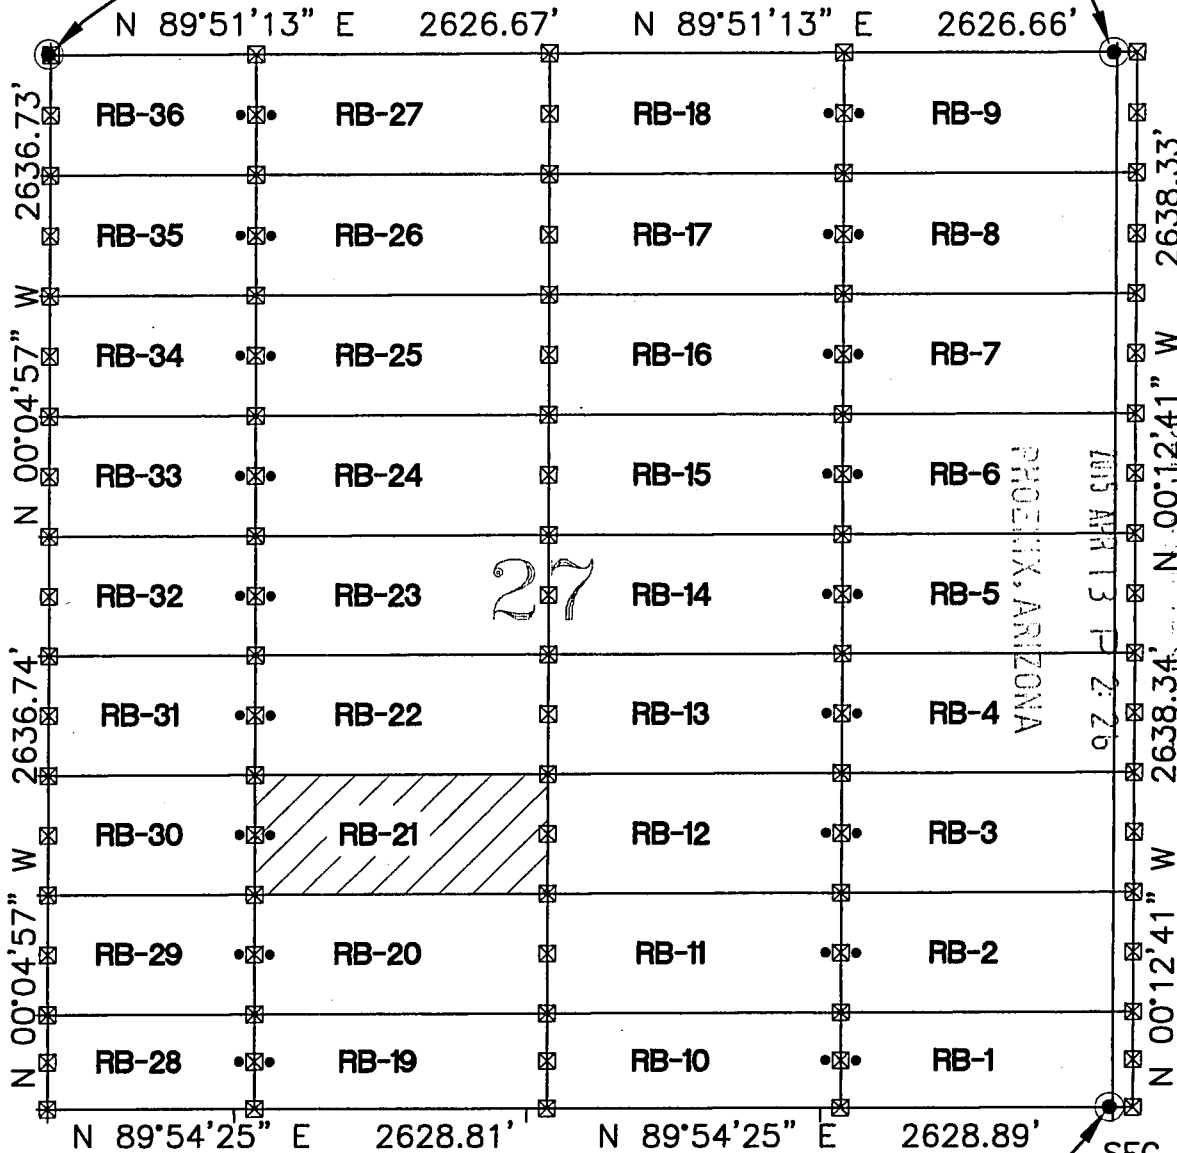 N 89°51'13" E 2626.67' N 89°51'13" E 2626.66'
2636.73'
N 00°04'57" W
2636.74'
N 00°04'57" W
RB-36 RB-27 RB-18 RB-9
RB-35 RB-26 RB-17 RB-8
RB-34 RB-25 RB-16 RB-7
RB-33 RB-24 RB-15 RB-6
RB-32 RB-23 27 RB-14 RB-5
RB-31 RB-22 RB-13 RB-4
RB-30 RB-21 RB-12 RB-3
RB-29 RB-20 RB-11 RB-2
RB-28 RB-19 RB-10 RB-1
PHOENIX, ARIZONA
13 P 2:26
2638.33'
N 00°12'41" W
2638.34'
N 00°12'41" W
N 89°54'25" E 2628.81' N 89°54'25" E 2628.89'
SEC